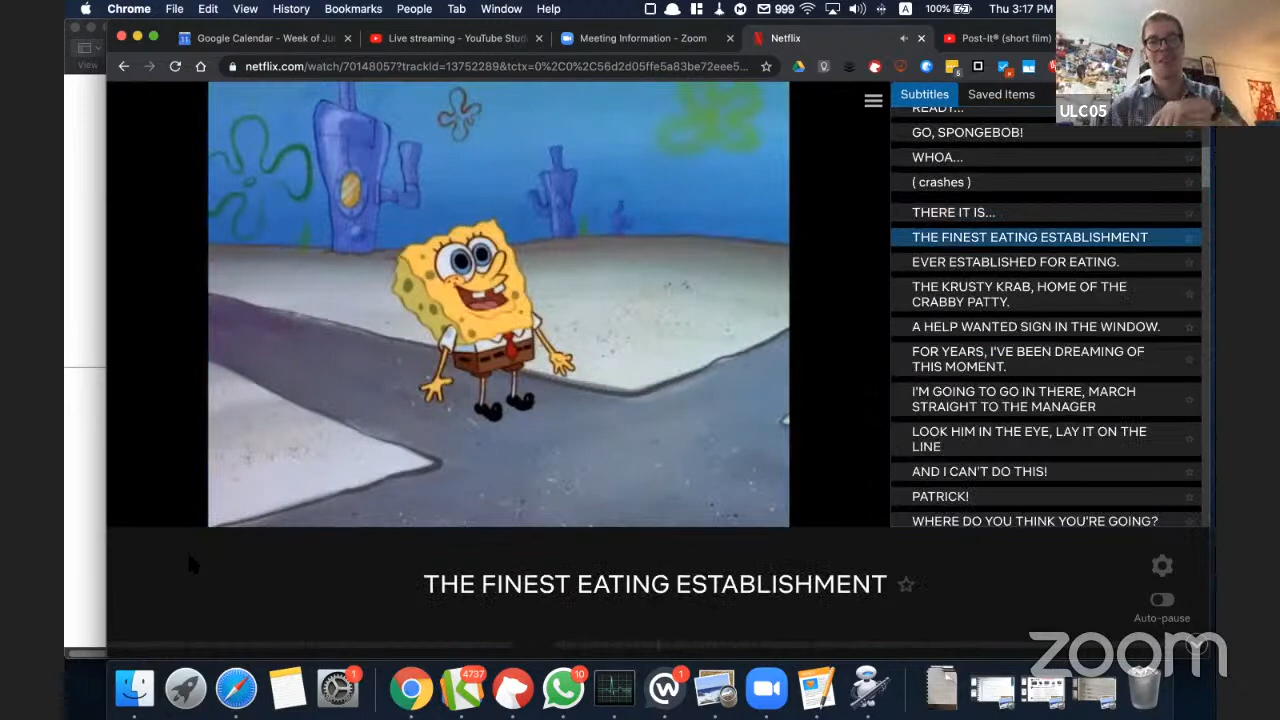 Chrome File Edit View History Bookmarks People Tab Window Help 999 A 100% Thu 3:17 PM
Google Calendar - Week of Ju
Live streaming - YouTube Stud
Meeting Information - Zoom
Netflix
Post-It® (short film)
View
netflix.com/watch/70148057?trackId=13752289&tctx=0%2C0%2C56d2d05ffe5a83be72eee5...
ULC05
Subtitles Saved Items
READY...
GO, SPONGEBOB!
WHOA...
( crashes )
THERE IT IS...
THE FINEST EATING ESTABLISHMENT
EVER ESTABLISHED FOR EATING.
THE KRUSTY KRAB, HOME OF THE
CRABBY PATTY.
A HELP WANTED SIGN IN THE WINDOW.
FOR YEARS, I'VE BEEN DREAMING OF
THIS MOMENT.
I'M GOING TO GO IN THERE, MARCH
STRAIGHT TO THE MANAGER
LOOK HIM IN THE EYE, LAY IT ON THE
LINE
AND I CAN'T DO THIS!
PATRICK!
WHERE DO YOU THINK YOU'RE GOING?
THE FINEST EATING ESTABLISHMENT
Auto-pause
zoom
1
4737
10
1